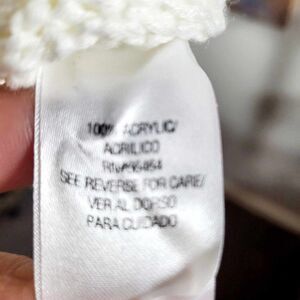 100% ACRYLIC/
ACRILICO
SEE REVERSE FOR CARE/
VER AL DORSO
PARA CUIDADO